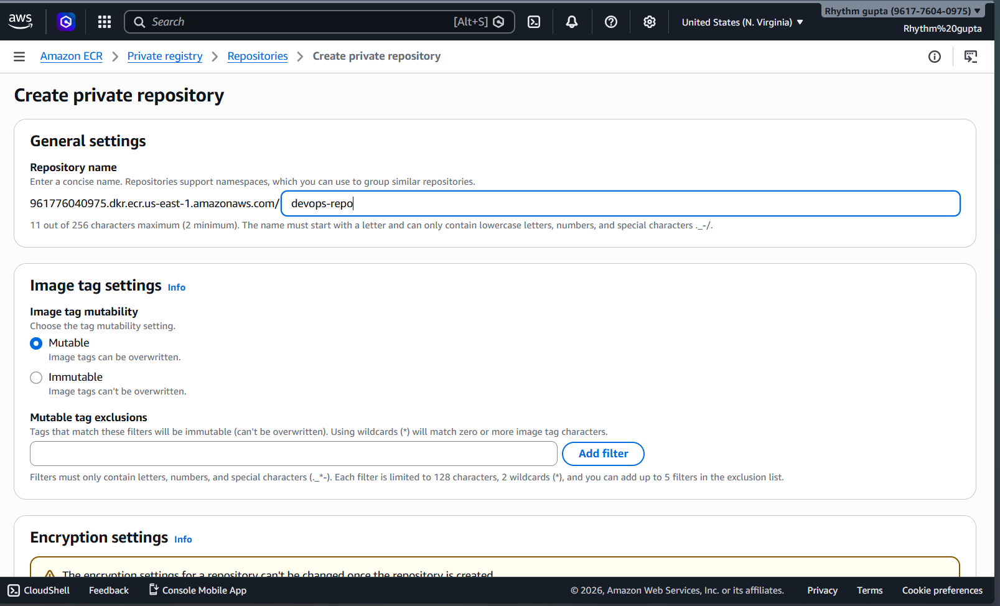 aws
Search [Alt+S]
United States (N. Virginia) ▼
Rhythm gupta (9617-7604-0975) ▼
Rhythm%20gupta
Amazon ECR > Private registry > Repositories > Create private repository
Create private repository
General settings
Repository name
Enter a concise name. Repositories support namespaces, which you can use to group similar repositories.
961776040975.dkr.ecr.us-east-1.amazonaws.com/ devops-repo
11 out of 256 characters maximum (2 minimum). The name must start with a letter and can only contain lowercase letters, numbers, and special characters ._-/.
Image tag settings Info
Image tag mutability
Choose the tag mutability setting.
Mutable
Image tags can be overwritten.
Immutable
Image tags can't be overwritten.
Mutable tag exclusions
Tags that match these filters will be immutable (can't be overwritten). Using wildcards (*) will match zero or more image tag characters.
Add filter
Filters must only contain letters, numbers, and special characters (._*-). Each filter is limited to 128 characters, 2 wildcards (*), and you can add up to 5 filters in the exclusion list.
Encryption settings Info
The encryption settings for a repository can't be changed once the repository is created.
CloudShell Feedback Console Mobile App © 2026, Amazon Web Services, Inc. or its affiliates. Privacy Terms Cookie preferences